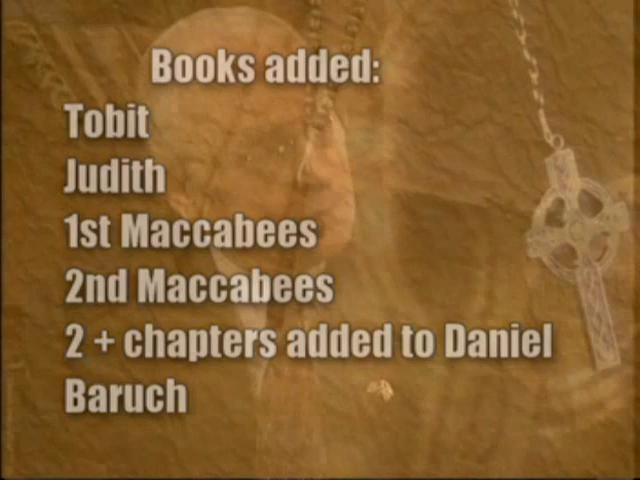 Books added:
Tobit
Judith
1st Maccabees
2nd Maccabees
2 + chapters added to Daniel
Baruch